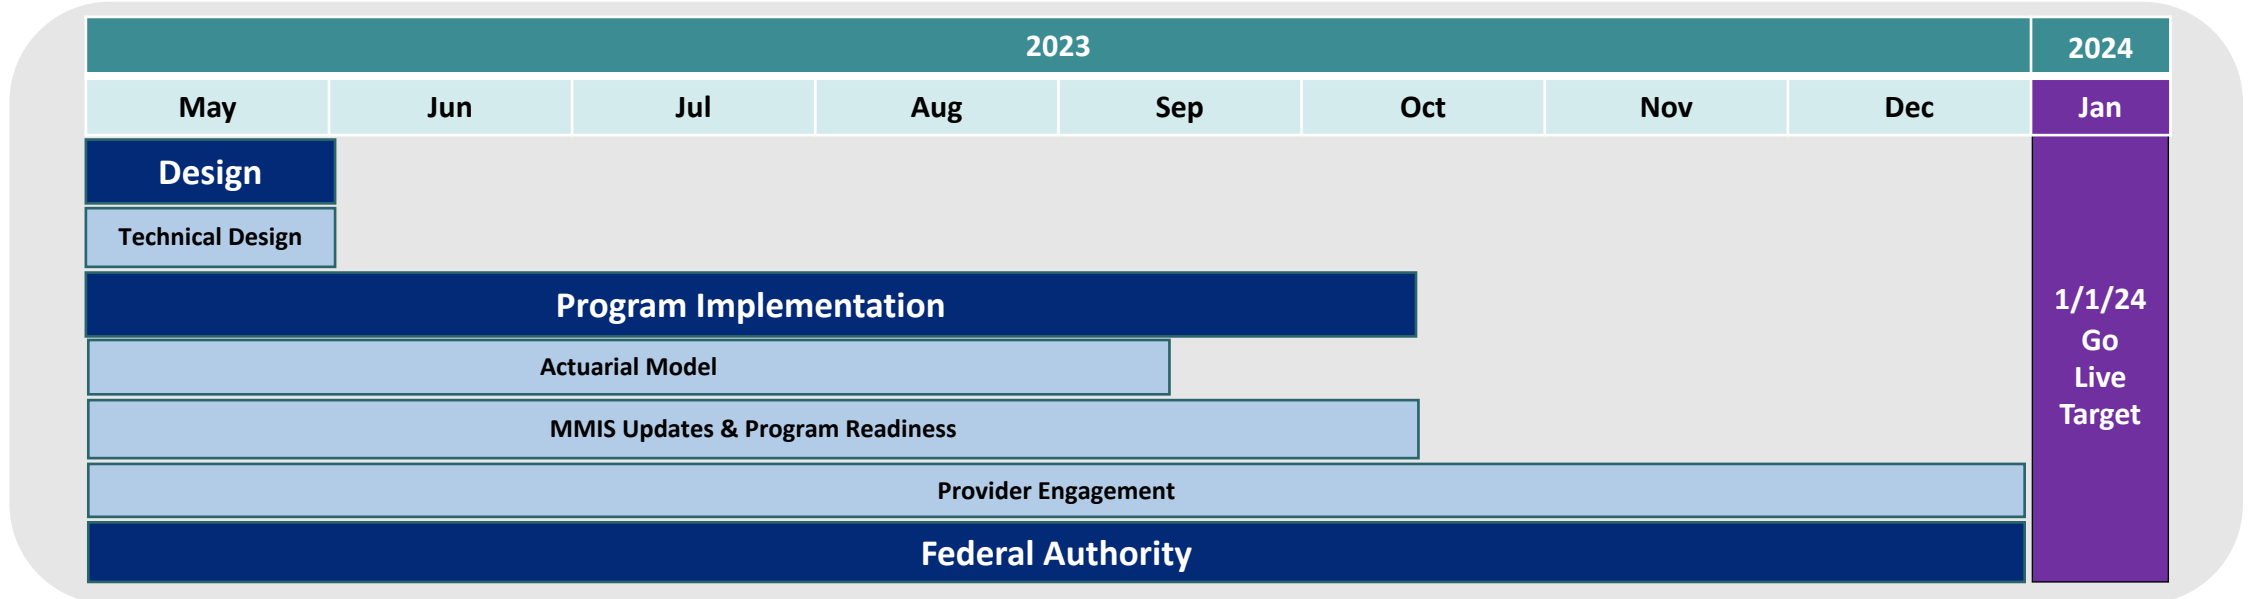 2023 2024
May Jun Jul Aug Sep Oct Nov Dec Jan
Design
Technical Design
Program Implementation
Actuarial Model
MMIS Updates & Program Readiness
Provider Engagement
Federal Authority
1/1/24
Go
Live
Target